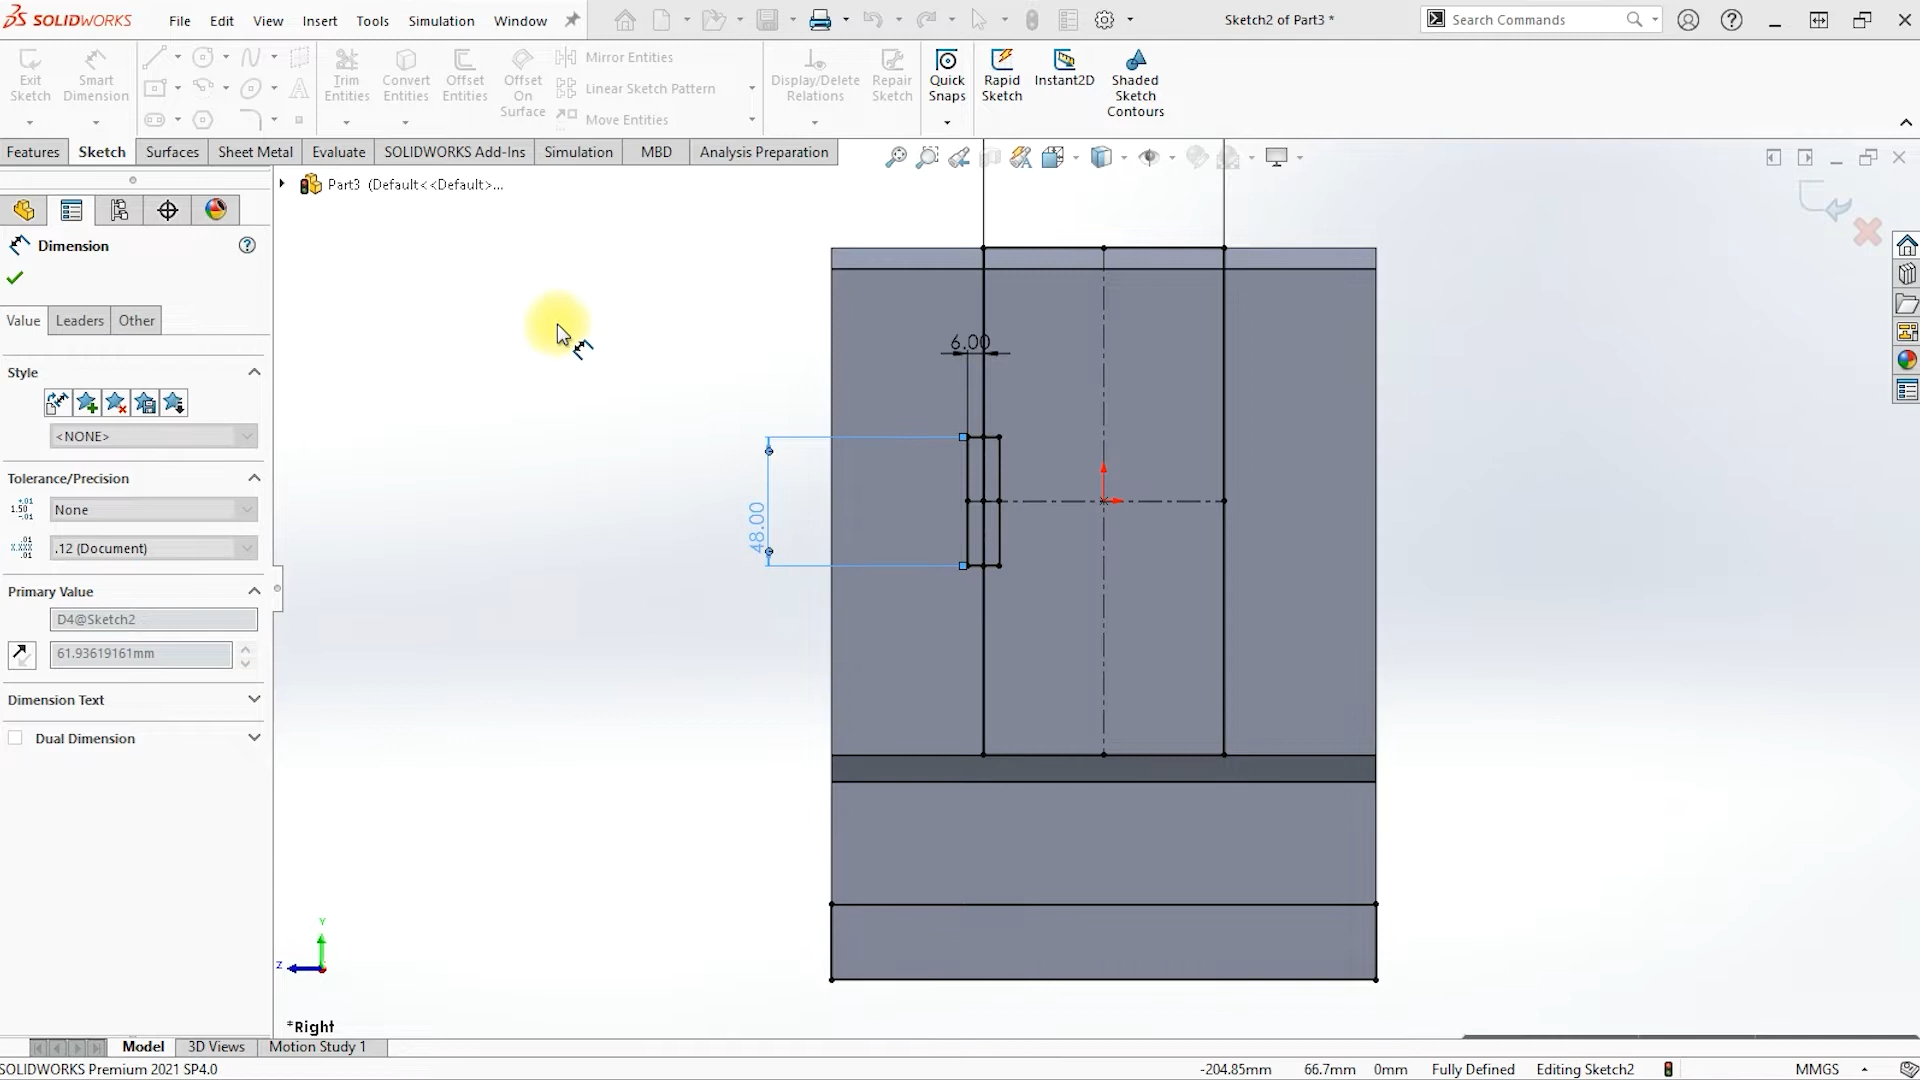 SOLIDWORKS File Edit View Insert Tools Simulation Window Sketch2 of Part3 * Search Commands
Exit Sketch
Smart Dimension
Trim Entities
Convert Entities
Offset Entities
Offset On Surface
Mirror Entities
Linear Sketch Pattern
Move Entities
Display/Delete Relations
Repair Sketch
Quick Snaps
Rapid Sketch
Instant2D
Shaded Sketch Contours
Features Sketch Surfaces Sheet Metal Evaluate SOLIDWORKS Add-Ins Simulation MBD Analysis Preparation
Part3 (Default<<Default>...
Dimension
Value Leaders Other
Style
<NONE>
Tolerance/Precision
None
.12 (Document)
Primary Value
D4@Sketch2
61.93619161mm
Dimension Text
Dual Dimension
6.00
48.00
Y
Z
*Right
Model 3D Views Motion Study 1
SOLIDWORKS Premium 2021 SP4.0 -204.85mm 66.7mm 0mm Fully Defined Editing Sketch2 MMGS